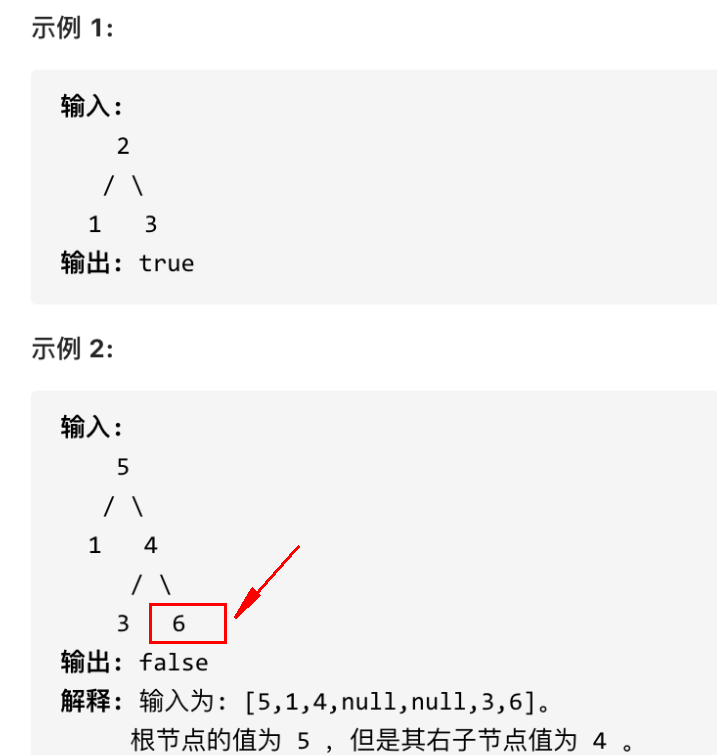 示例 1:
输入:
2
/ \
1   3
输出: true
示例 2:
输入:
5
/ \
1   4
/ \
3   6
输出: false
解释: 输入为: [5,1,4,null,null,3,6]。
根节点的值为 5 ，但是其右子节点值为 4 。